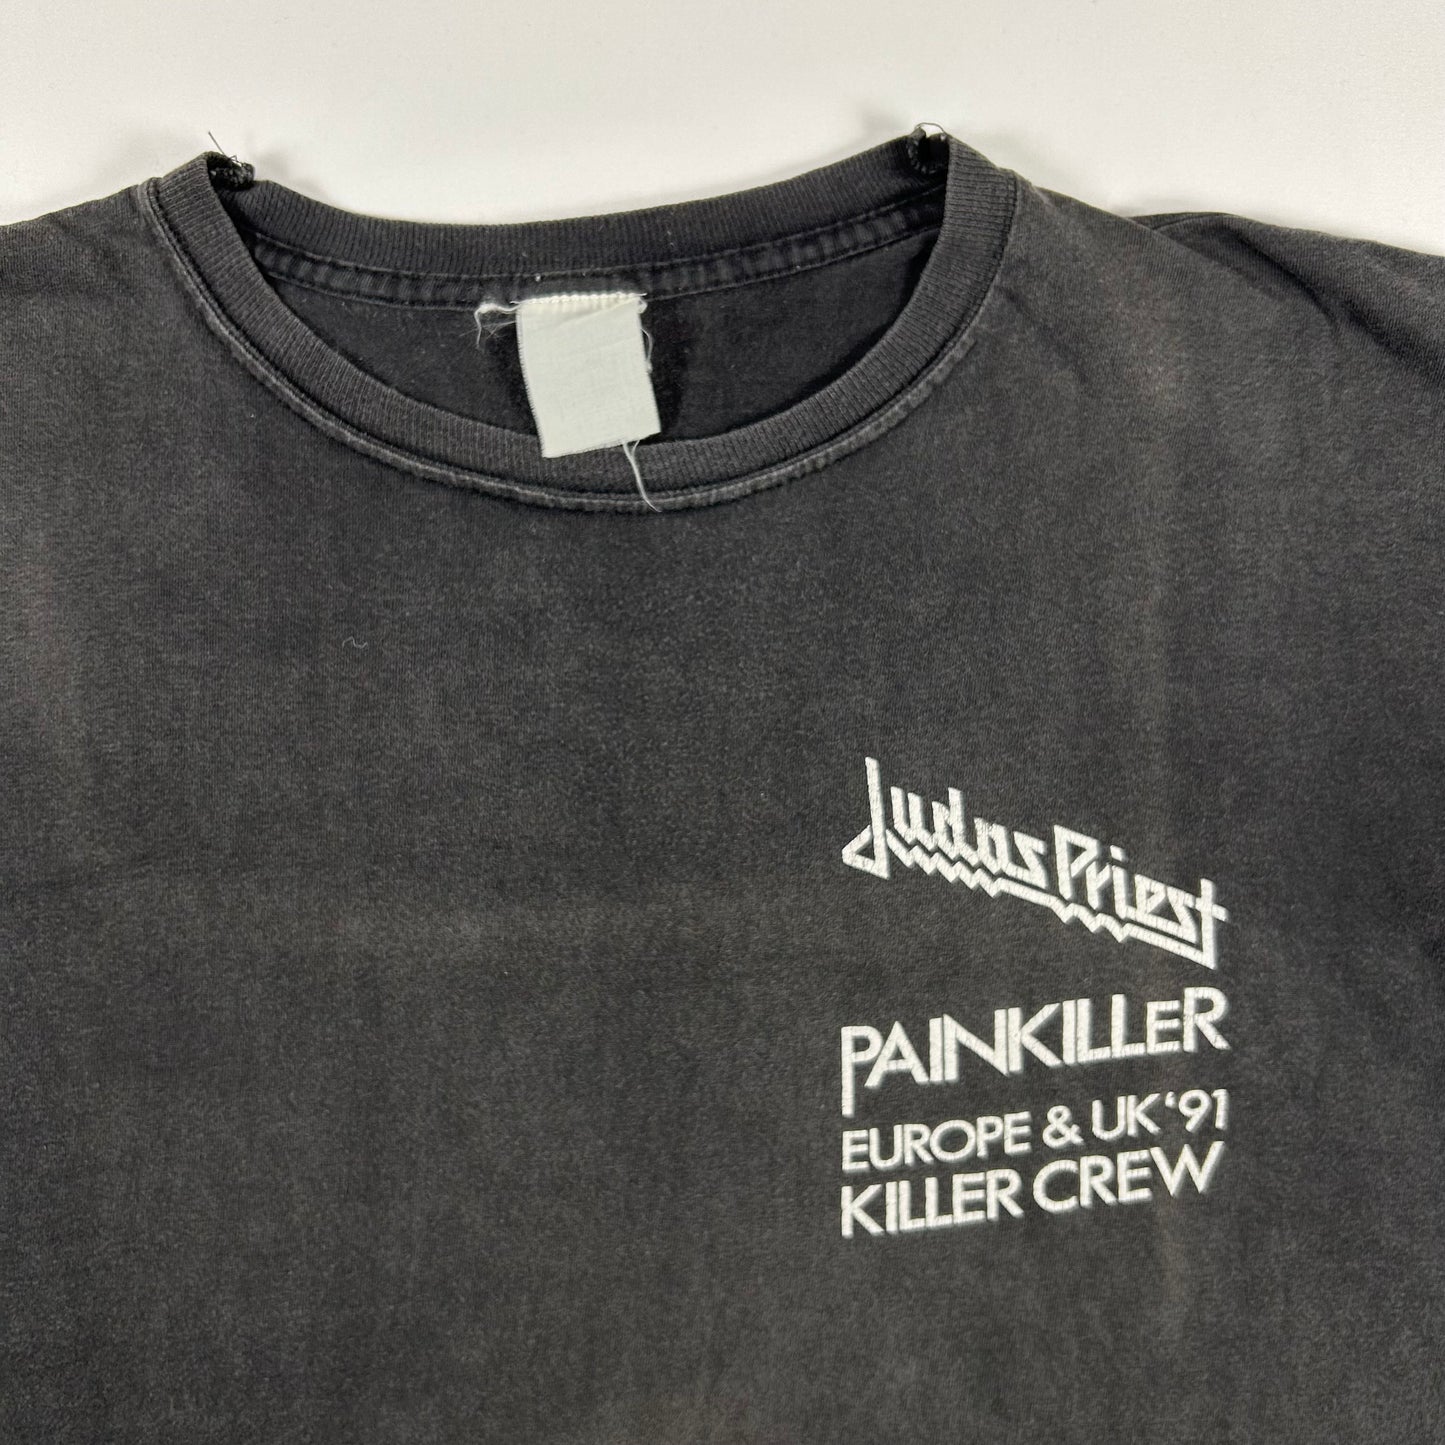 Judas Priest
PAINKILLER
EUROPE & UK '91
KILLER CREW